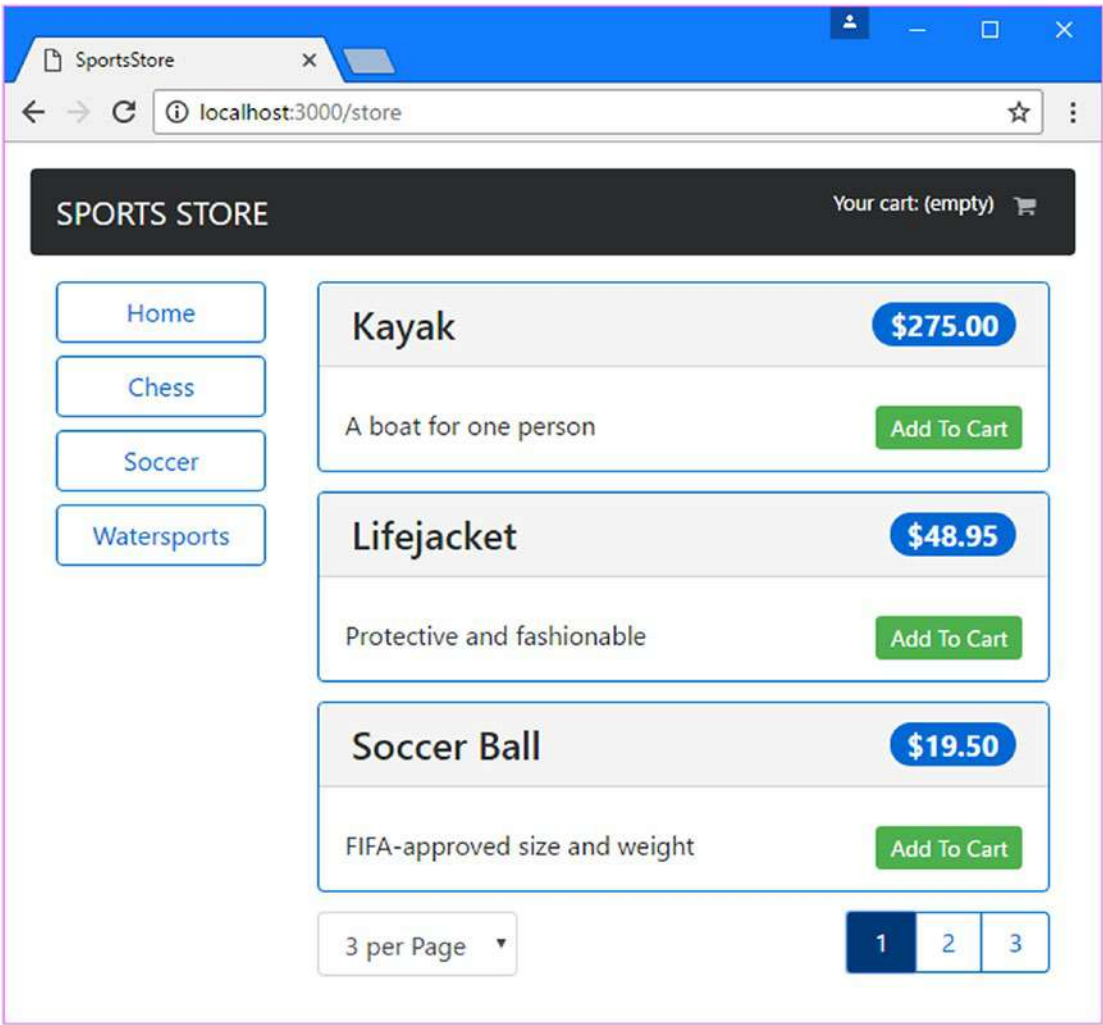 SportsStore
localhost:3000/store
SPORTS STORE
Your cart: (empty)
Home
Chess
Soccer
Watersports
Kayak
$275.00
A boat for one person
Add To Cart
Lifejacket
$48.95
Protective and fashionable
Add To Cart
Soccer Ball
$19.50
FIFA-approved size and weight
Add To Cart
3 per Page
1 2 3